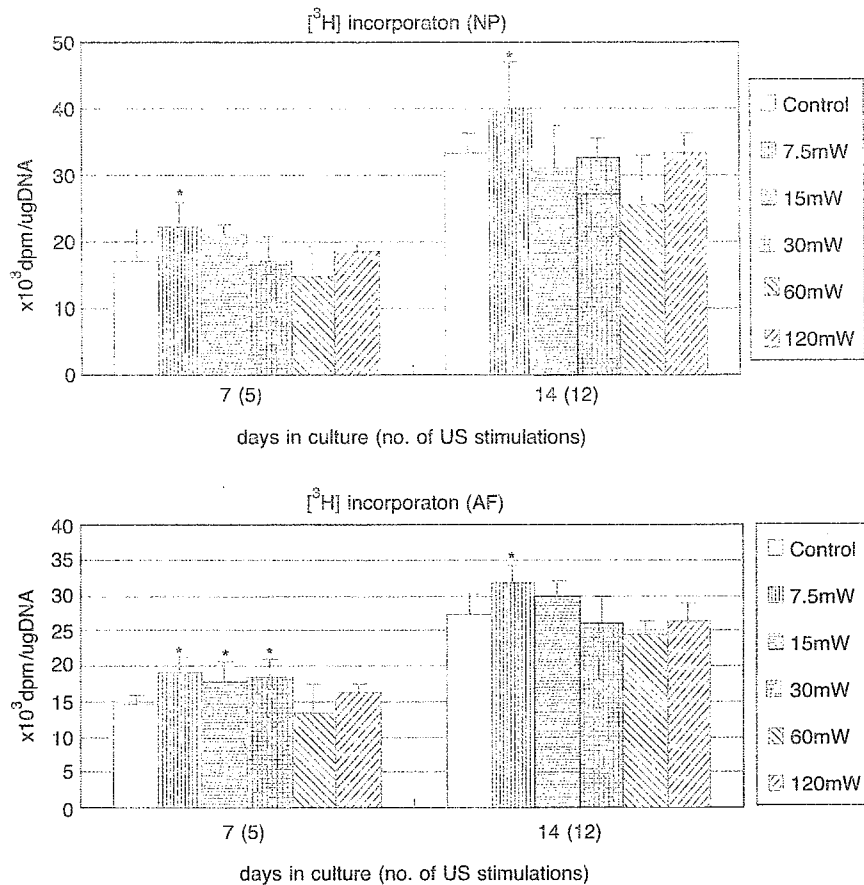 [³H] incorporaton (NP)
50
40
30
20
10
0
x10³dpm/ugDNA
*
*
7 (5)
14 (12)
days in culture (no. of US stimulations)
Control
7.5mW
15mW
30mW
60mW
120mW
[³H] incorporaton (AF)
40
35
30
25
20
15
10
5
0
x10³dpm/ugDNA
* * *
*
7 (5)
14 (12)
days in culture (no. of US stimulations)
Control
7.5mW
15mW
30mW
60mW
120mW